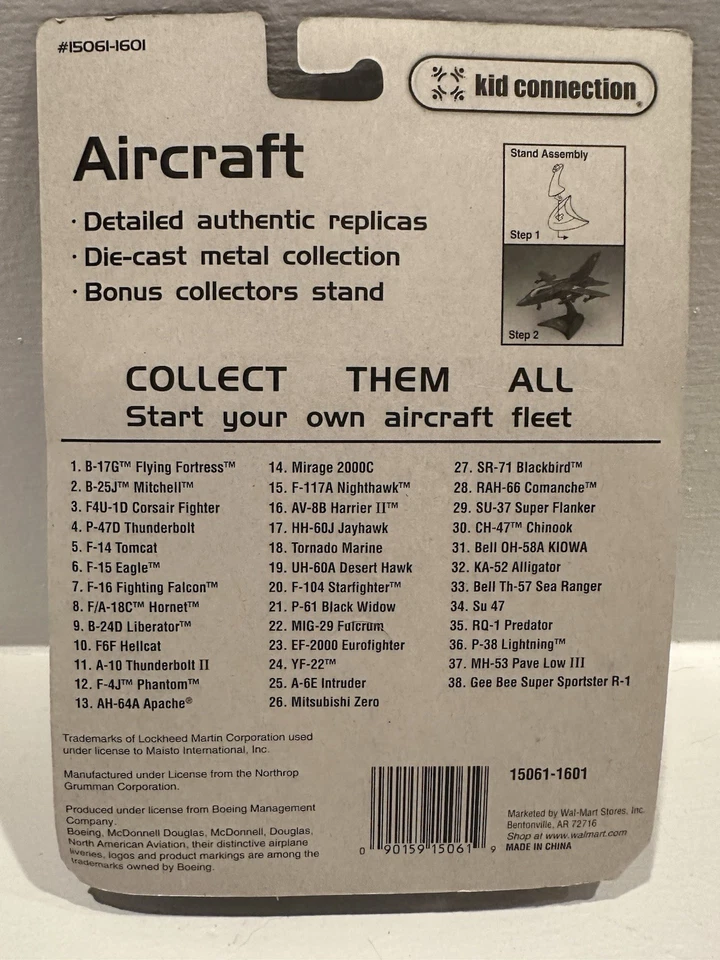 #15061-1601
kid connection
Aircraft
· Detailed authentic replicas
· Die-cast metal collection
· Bonus collectors stand
Stand Assembly
Step 1
Step 2
COLLECT THEM ALL
Start your own aircraft fleet
1. B-17G™ Flying Fortress™
2. B-25J™ Mitchell™
3. F4U-1D Corsair Fighter
4. P-47D Thunderbolt
5. F-14 Tomcat
6. F-15 Eagle™
7. F-16 Fighting Falcon™
8. F/A-18C™ Hornet™
9. B-24D Liberator™
10. F6F Hellcat
11. A-10 Thunderbolt II
12. F-4J™ Phantom™
13. AH-64A Apache®
14. Mirage 2000C
15. F-117A Nighthawk™
16. AV-8B Harrier II™
17. HH-60J Jayhawk
18. Tornado Marine
19. UH-60A Desert Hawk
20. F-104 Starfighter™
21. P-61 Black Widow
22. MIG-29 Fulcrum
23. EF-2000 Eurofighter
24. YF-22™
25. A-6E Intruder
26. Mitsubishi Zero
27. SR-71 Blackbird™
28. RAH-66 Comanche™
29. SU-37 Super Flanker
30. CH-47™ Chinook
31. Bell OH-58A KIOWA
32. KA-52 Alligator
33. Bell Th-57 Sea Ranger
34. Su 47
35. RQ-1 Predator
36. P-38 Lightning™
37. MH-53 Pave Low III
38. Gee Bee Super Sportster R-1
Trademarks of Lockheed Martin Corporation used
under license to Maisto International, Inc.
Manufactured under License from the Northrop
Grumman Corporation.
Produced under license from Boeing Management
Company.
Boeing, McDonnell Douglas, McDonnell, Douglas,
North American Aviation, their distinctive airplane
liveries, logos and product markings are among the
trademarks owned by Boeing.
0 90159 15061 9
15061-1601
Marketed by Wal-Mart Stores, Inc.
Bentonville, AR 72716
Shop at www.walmart.com
MADE IN CHINA